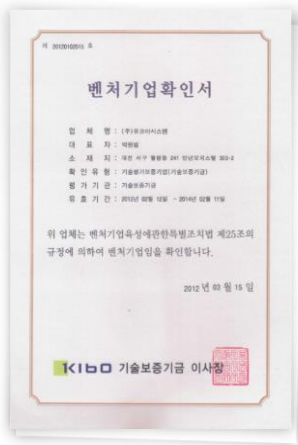 제 20120102019 호
벤처기업확인서
업 체 명 : (주)유코아시스템
대 표 자 : 박원용
소 재 지 : 대전 서구 월평동 241 안년오피스텔 303-2
확 인 유 형 : 기술평가보증기업(기술보증기금)
평 가 기 관 : 기술보증기금
유 효 기 간 : 2012년 02월 12일 ~ 2014년 02월 11일
위 업체는 벤처기업육성에관한특별조치법 제25조의
규정에 의하여 벤처기업임을 확인합니다.
2012 년 03 월 15 일
KIBO 기술보증기금 이사장